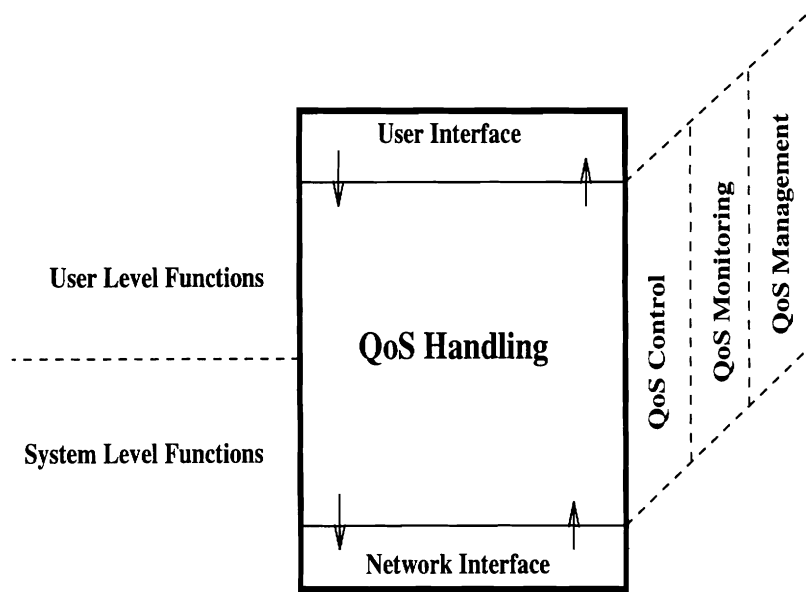 User Interface
User Level Functions
QoS Handling
System Level Functions
Network Interface
QoS Control
QoS Monitoring
QoS Management